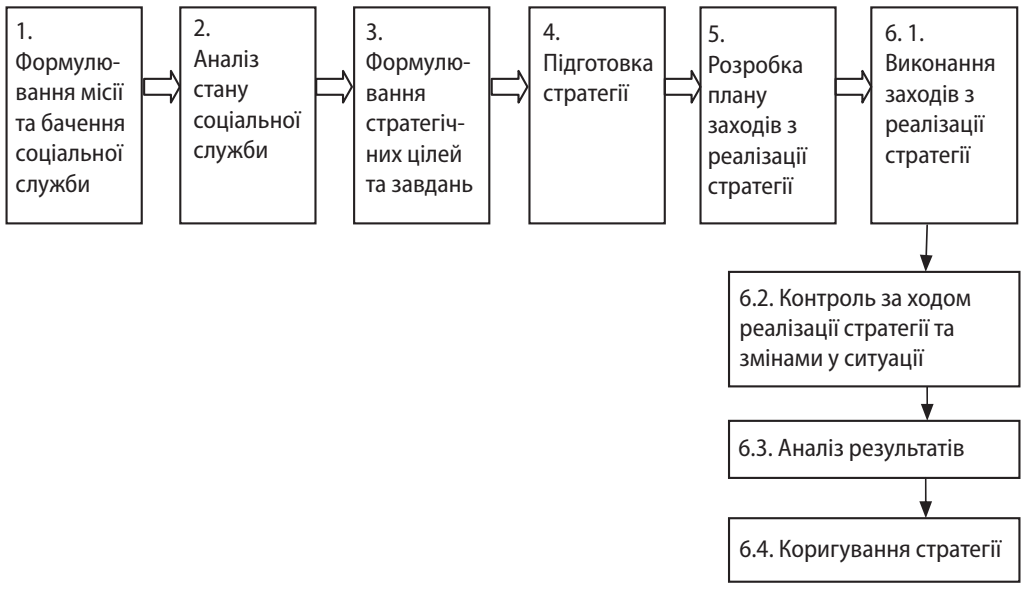 1.
Формулю-
вання місії
та бачення
соціальної
служби
2.
Аналіз
стану
соціальної
служби
3.
Формулю-
вання
стратегіч-
них цілей
та завдань
4.
Підготовка
стратегії
5.
Розробка
плану
заходів з
реалізації
стратегії
6. 1.
Виконання
заходів з
реалізації
стратегії
6.2. Контроль за ходом
реалізації стратегії та
змінами у ситуації
6.3. Аналіз результатів
6.4. Коригування стратегії